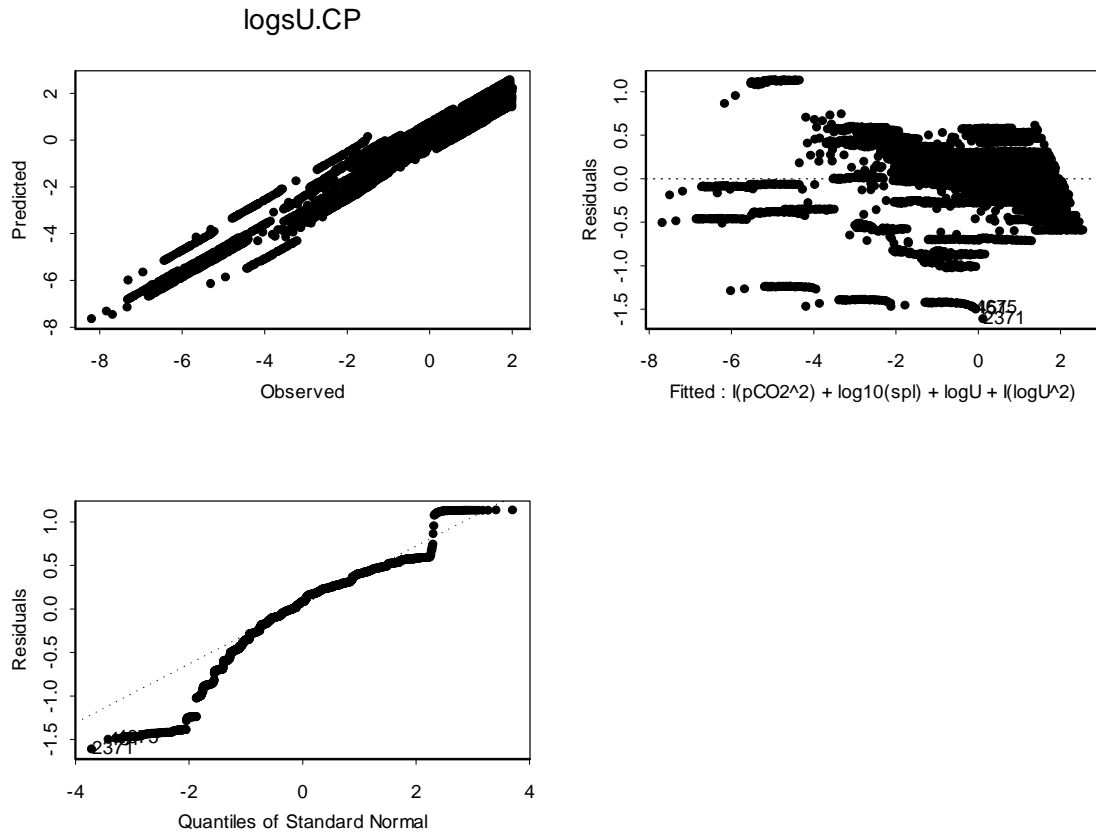 logsU.CP
Predicted
2
0
-2
-4
-6
-8
-8 -6 -4 -2 0 2
Observed
Residuals
1.0
0.5
0.0
-0.5
-1.0
-1.5
2371
-8 -6 -4 -2 0 2
Fitted : I(pCO2^2) + log10(spl) + logU + I(logU^2)
Residuals
1.0
0.5
0.0
-0.5
-1.0
-1.5
2371
-4 -2 0 2 4
Quantiles of Standard Normal